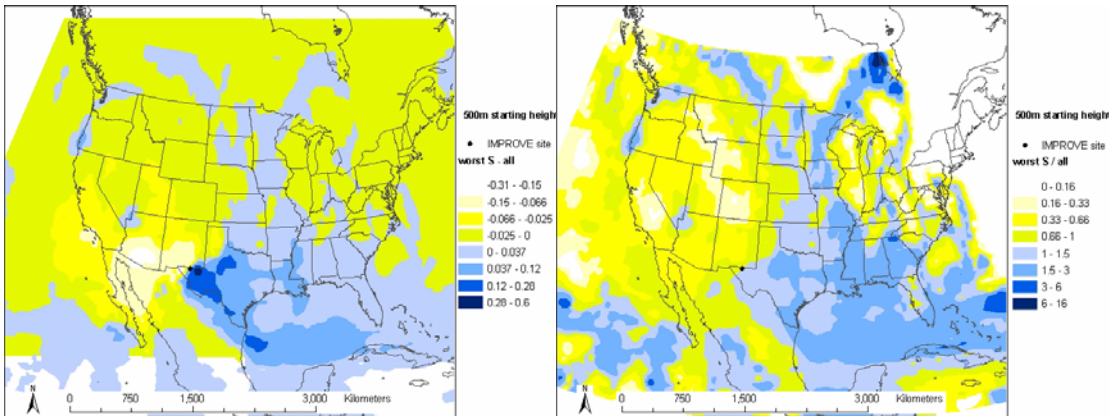 500m starting height
IMPROVE site
worst S - all
-0.31 - -0.15
-0.15 - -0.066
-0.066 - -0.025
-0.025 - 0
0 - 0.037
0.037 - 0.12
0.12 - 0.28
0.28 - 0.6
N
0 750 1,500 3,000 Kilometers
500m starting height
IMPROVE site
worst S / all
0 - 0.16
0.16 - 0.33
0.33 - 0.66
0.66 - 1
1 - 1.5
1.5 - 3
3 - 6
6 - 16
N
0 750 1,500 3,000 Kilometers